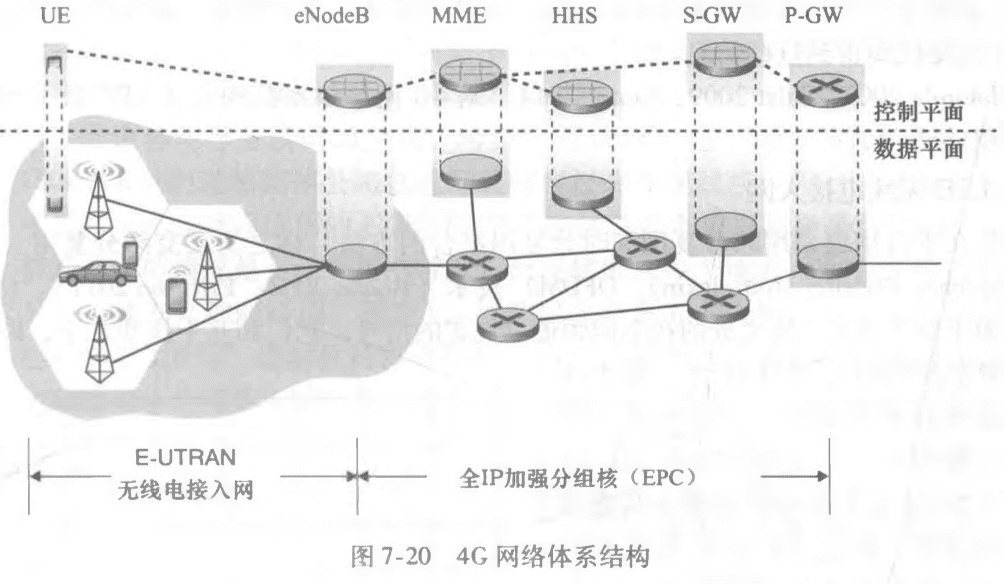 UE eNodeB MME HHS S-GW P-GW
控制平面
数据平面
E-UTRAN
无线电接入网
全IP加强分组核（EPC）
图 7-20 4G 网络体系结构